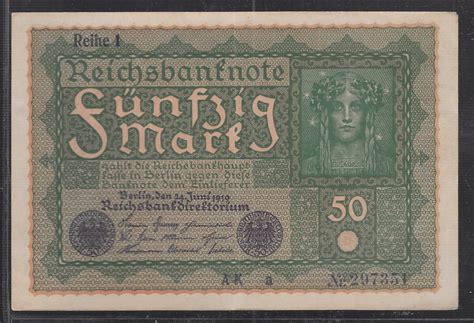 Reihe 1
Reichsbanknote
Fünfzig
Mark
zahlt die Reichsbankhaupt
kasse in Berlin gegen diese
Banknote dem Einlieferer
Berlin, den 24. Juni 1919
Reichsbankdirektorium
50
AK a
No 297351